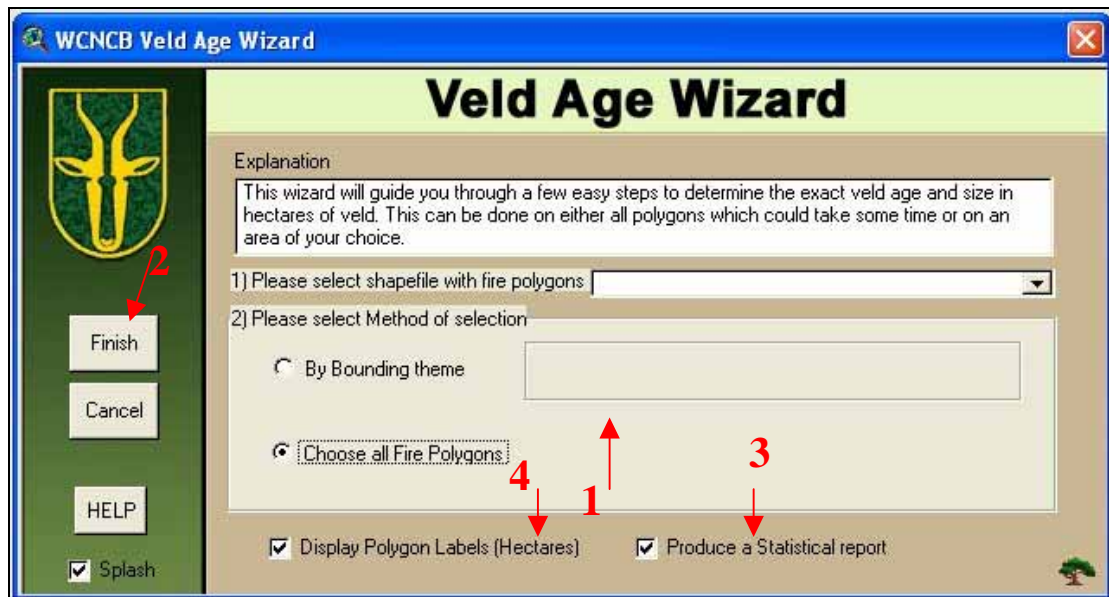 WCNCB Veld Age Wizard
Veld Age Wizard
Explanation
This wizard will guide you through a few easy steps to determine the exact veld age and size in
hectares of veld. This can be done on either all polygons which could take some time or on an
area of your choice.
1) Please select shapefile with fire polygons
2) Please select Method of selection
By Bounding theme
Choose all Fire Polygons
Display Polygon Labels (Hectares)
Produce a Statistical report
2
Finish
Cancel
HELP
Splash
1
4
3